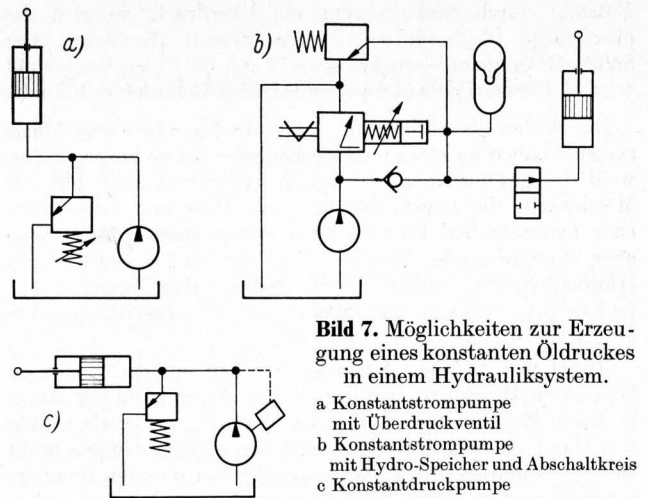 a)
b)
c)
Bild 7. Möglichkeiten zur Erzeu-
gung eines konstanten Öldruckes
in einem Hydrauliksystem.
a Konstantstrompumpe
mit Überdruckventil
b Konstantstrompumpe
mit Hydro-Speicher und Abschaltkreis
c Konstantdruckpumpe